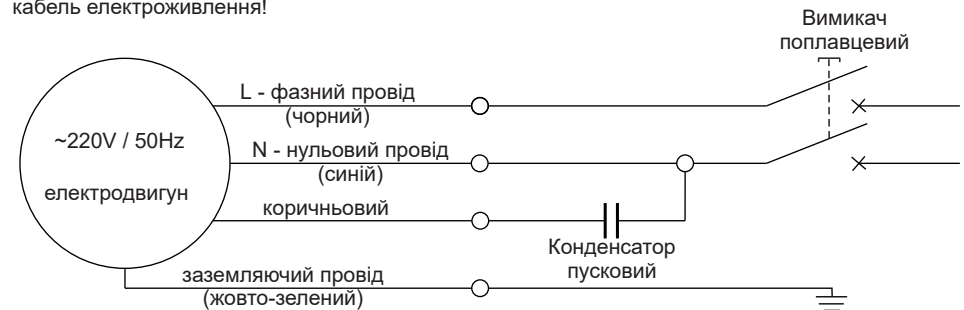 кабель електроживлення!
Вимикач
поплавцевий
L - фазний провід
(чорний)
~220V / 50Hz
N - нульовий провід
(синій)
електродвигун
коричньовий
Конденсатор
пусковий
заземляючий провід
(жовто-зелений)